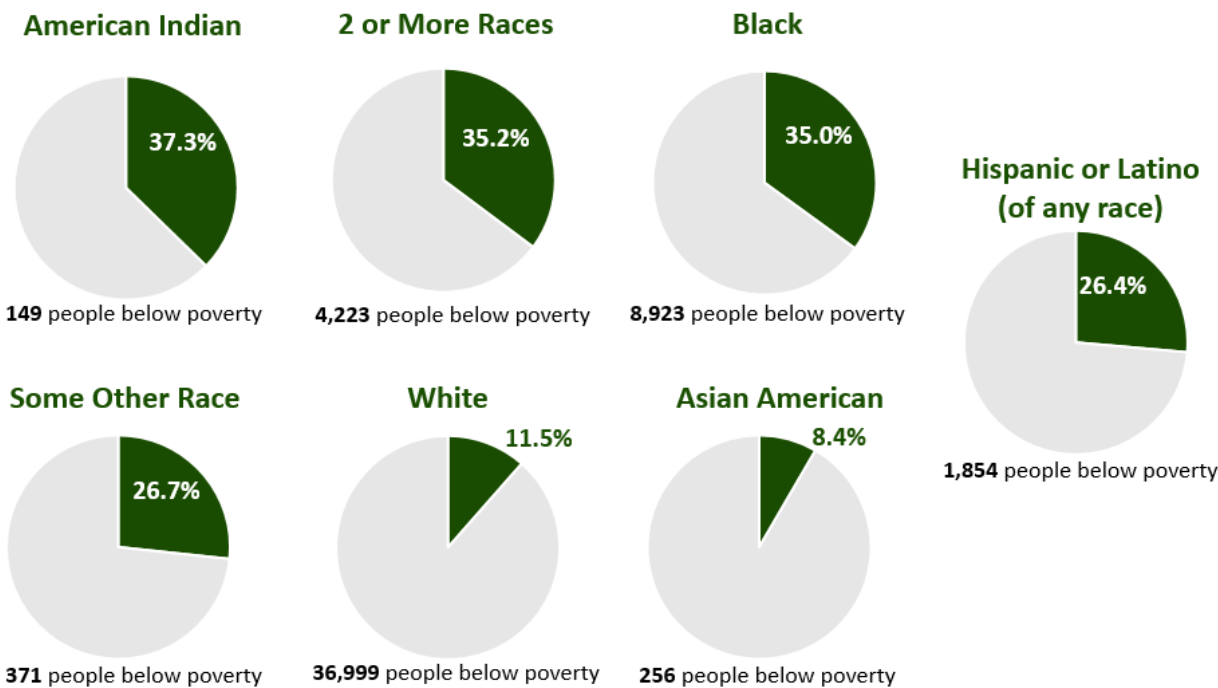 American Indian
37.3%
149 people below poverty
2 or More Races
35.2%
4,223 people below poverty
Black
35.0%
8,923 people below poverty
Hispanic or Latino
(of any race)
26.4%
1,854 people below poverty
Some Other Race
26.7%
371 people below poverty
White
11.5%
36,999 people below poverty
Asian American
8.4%
256 people below poverty